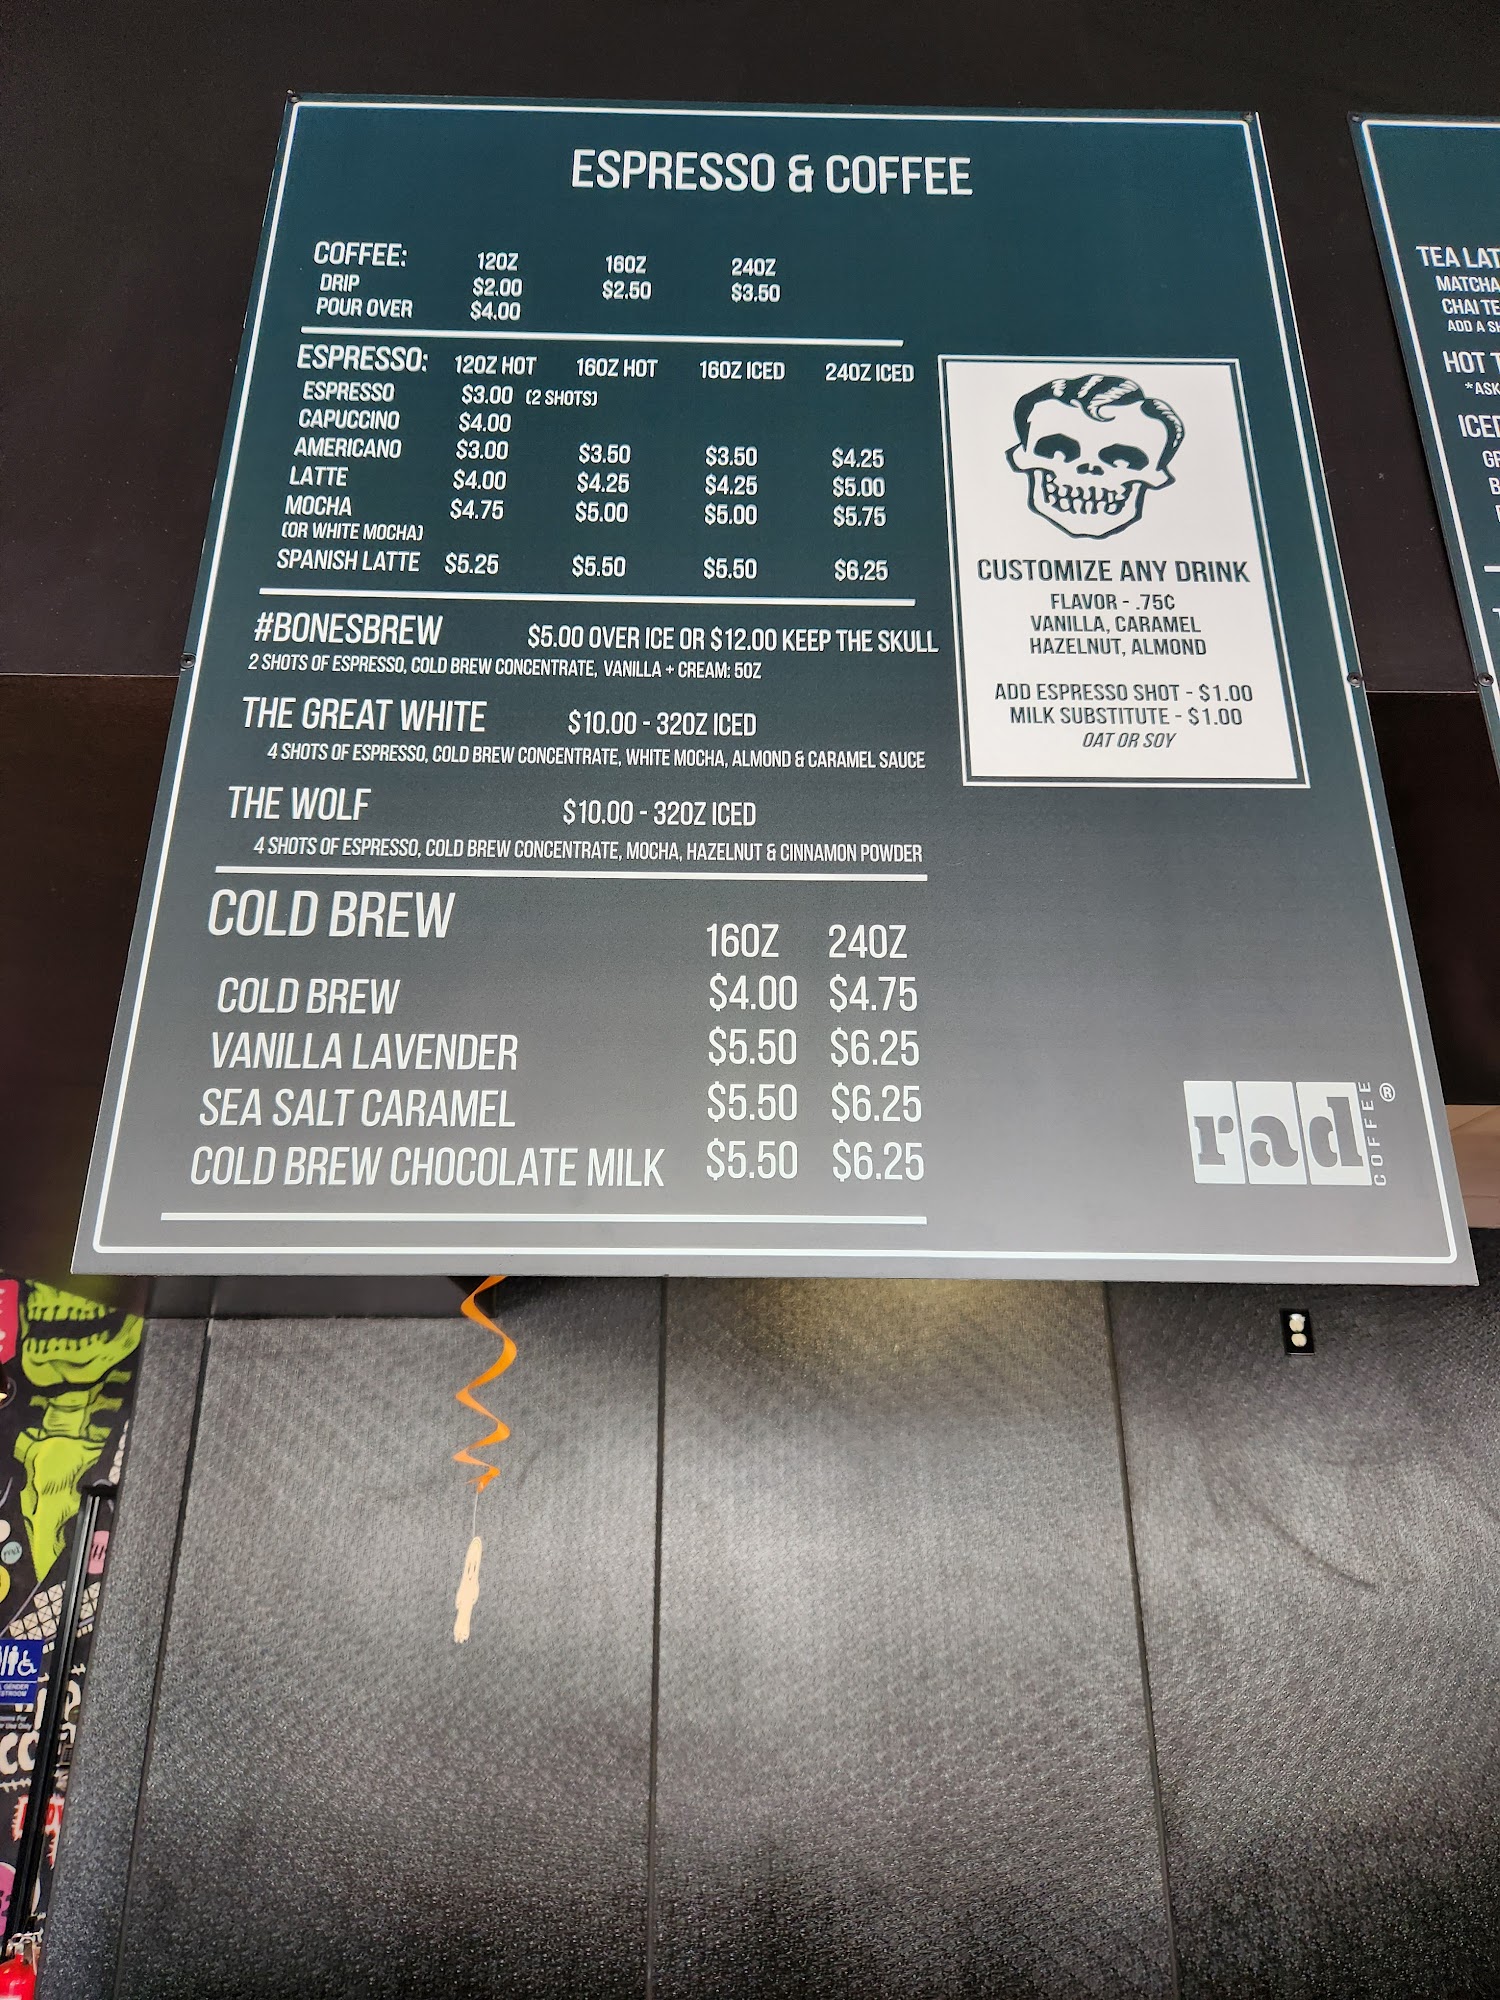 ESPRESSO & COFFEE
COFFEE: 12OZ 16OZ 24OZ
DRIP $2.00 $2.50 $3.50
POUR OVER $4.00
ESPRESSO: 12OZ HOT 16OZ HOT 16OZ ICED 24OZ ICED
ESPRESSO $3.00 (2 SHOTS)
CAPUCCINO $4.00
AMERICANO $3.00 $3.50 $3.50 $4.25
LATTE $4.00 $4.25 $4.25 $5.00
MOCHA $4.75 $5.00 $5.00 $5.75
(OR WHITE MOCHA)
SPANISH LATTE $5.25 $5.50 $5.50 $6.25
#BONESBREW $5.00 OVER ICE OR $12.00 KEEP THE SKULL
2 SHOTS OF ESPRESSO, COLD BREW CONCENTRATE, VANILLA + CREAM: 5OZ
THE GREAT WHITE $10.00 - 32OZ ICED
4 SHOTS OF ESPRESSO, COLD BREW CONCENTRATE, WHITE MOCHA, ALMOND & CARAMEL SAUCE
THE WOLF $10.00 - 32OZ ICED
4 SHOTS OF ESPRESSO, COLD BREW CONCENTRATE, MOCHA, HAZELNUT & CINNAMON POWDER
COLD BREW
16OZ 24OZ
COLD BREW $4.00 $4.75
VANILLA LAVENDER $5.50 $6.25
SEA SALT CARAMEL $5.50 $6.25
COLD BREW CHOCOLATE MILK $5.50 $6.25
CUSTOMIZE ANY DRINK
FLAVOR - .75¢
VANILLA, CARAMEL
HAZELNUT, ALMOND
ADD ESPRESSO SHOT - $1.00
MILK SUBSTITUTE - $1.00
OAT OR SOY
rad COFFEE ®
TEA LAT
MATCHA
CHAI TE
ADD A SH
HOT T
*ASK
ICED
GR
B